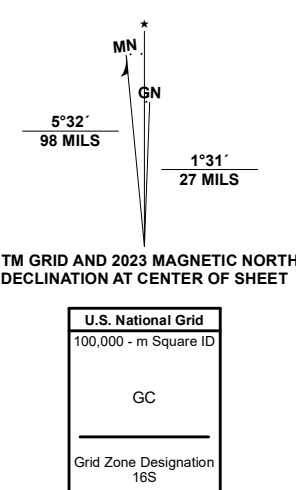 MN
GN
5°32´
98 MILS
1°31´
27 MILS
TM GRID AND 2023 MAGNETIC NORTH
DECLINATION AT CENTER OF SHEET
U.S. National Grid
100,000 - m Square ID
GC
Grid Zone Designation
16S